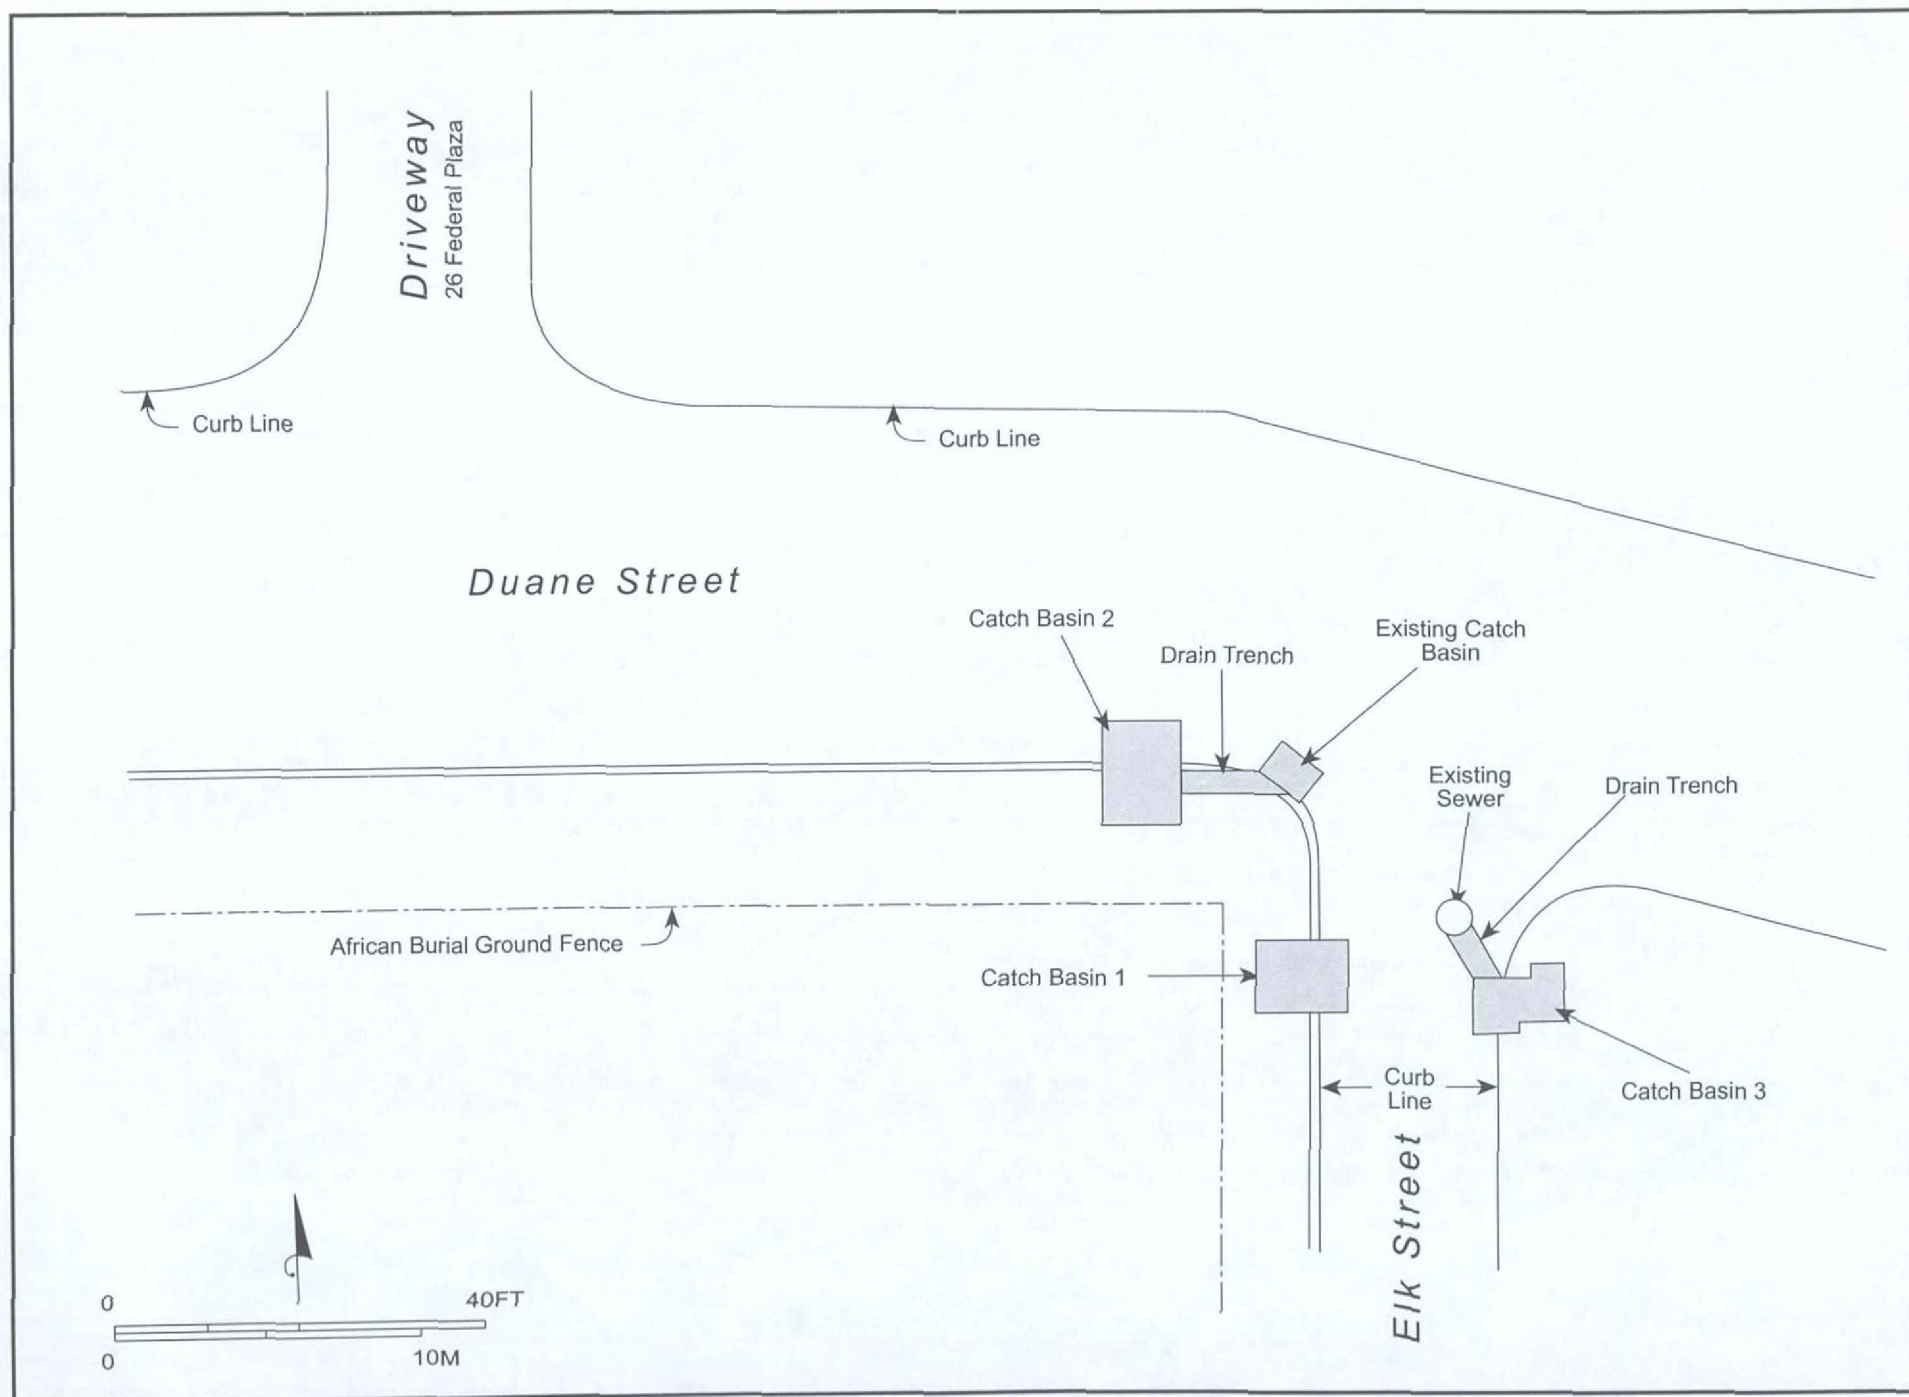 Driveway
26 Federal Plaza
Curb Line
Curb Line
Duane Street
Catch Basin 2
Drain Trench
Existing Catch
Basin
Existing
Sewer
Drain Trench
African Burial Ground Fence
Catch Basin 1
Curb
Line
Catch Basin 3
Elk Street
0
40FT
0
10M